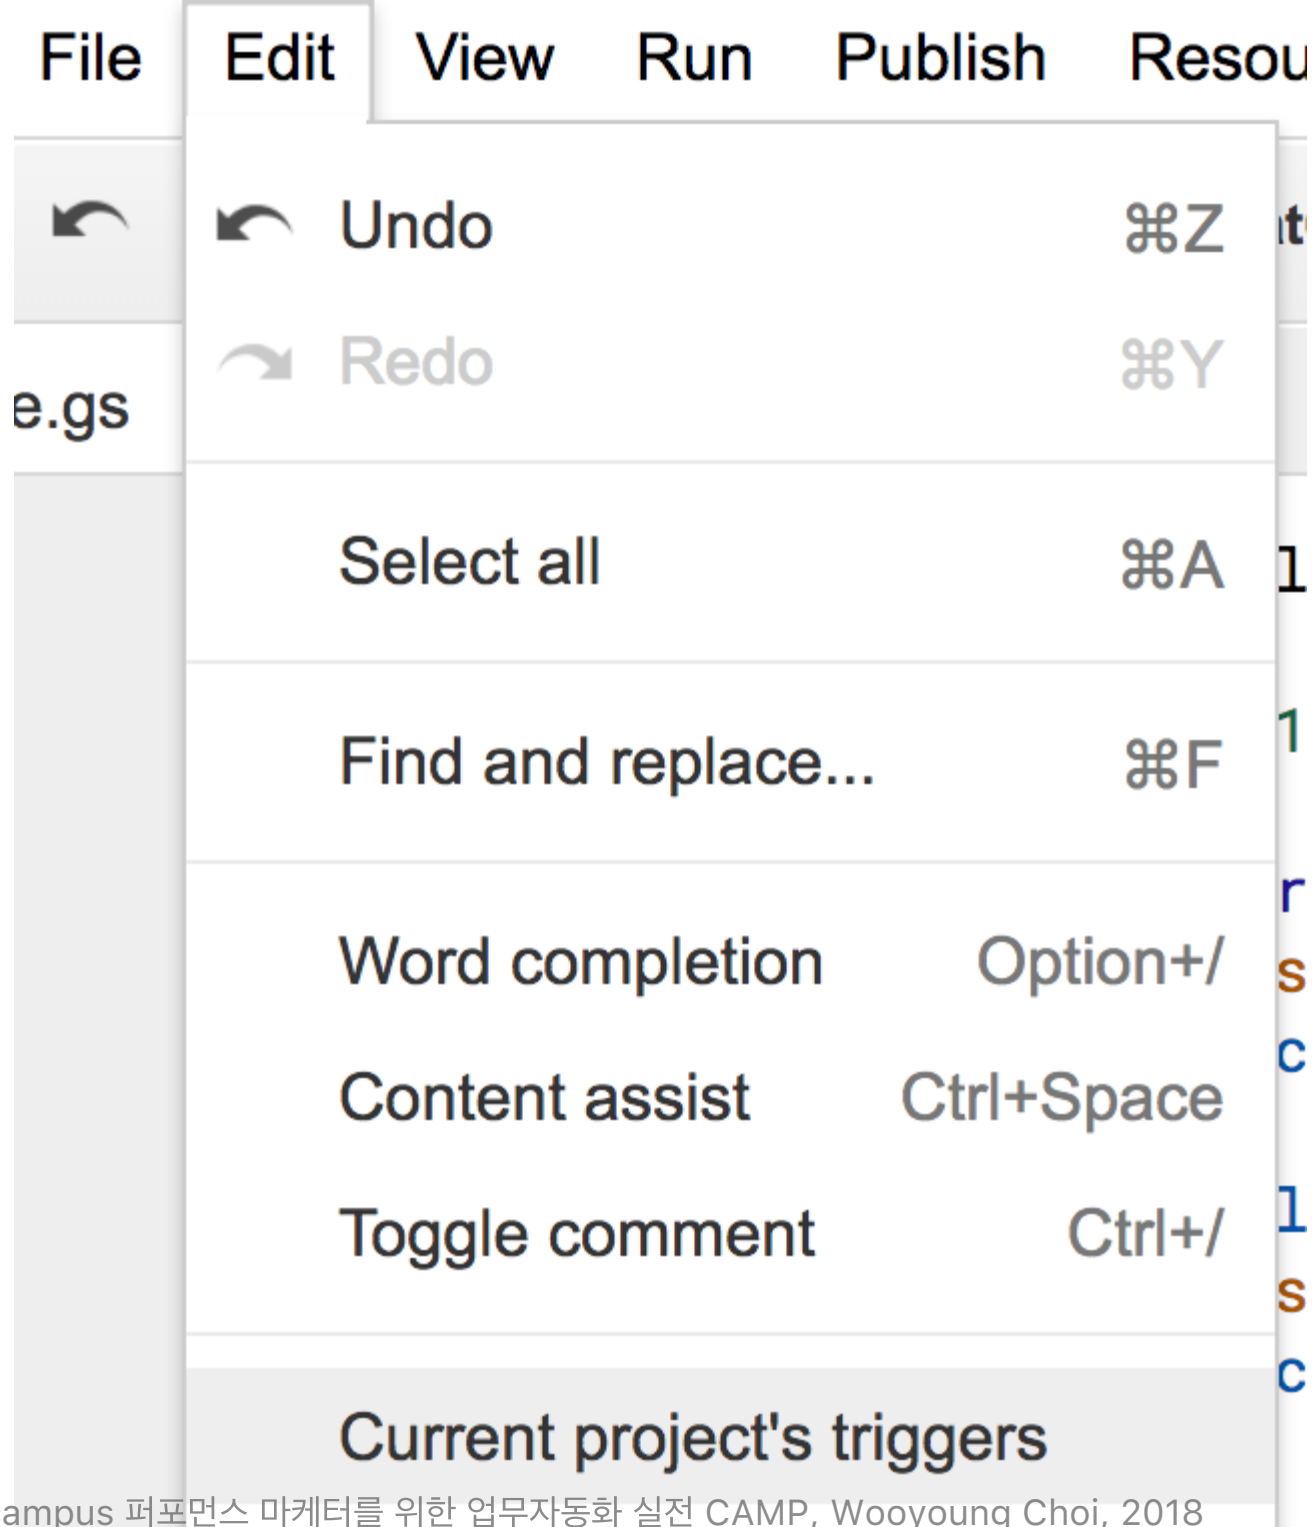 File Edit View Run Publish Resou
Undo ⌘Z
Redo ⌘Y
e.gs
Select all ⌘A
Find and replace... ⌘F
Word completion Option+/
Content assist Ctrl+Space
Toggle comment Ctrl+/
Current project's triggers
ampus 퍼포먼스 마케터를 위한 업무자동화 실전 CAMP, Wooyoung Choi, 2018